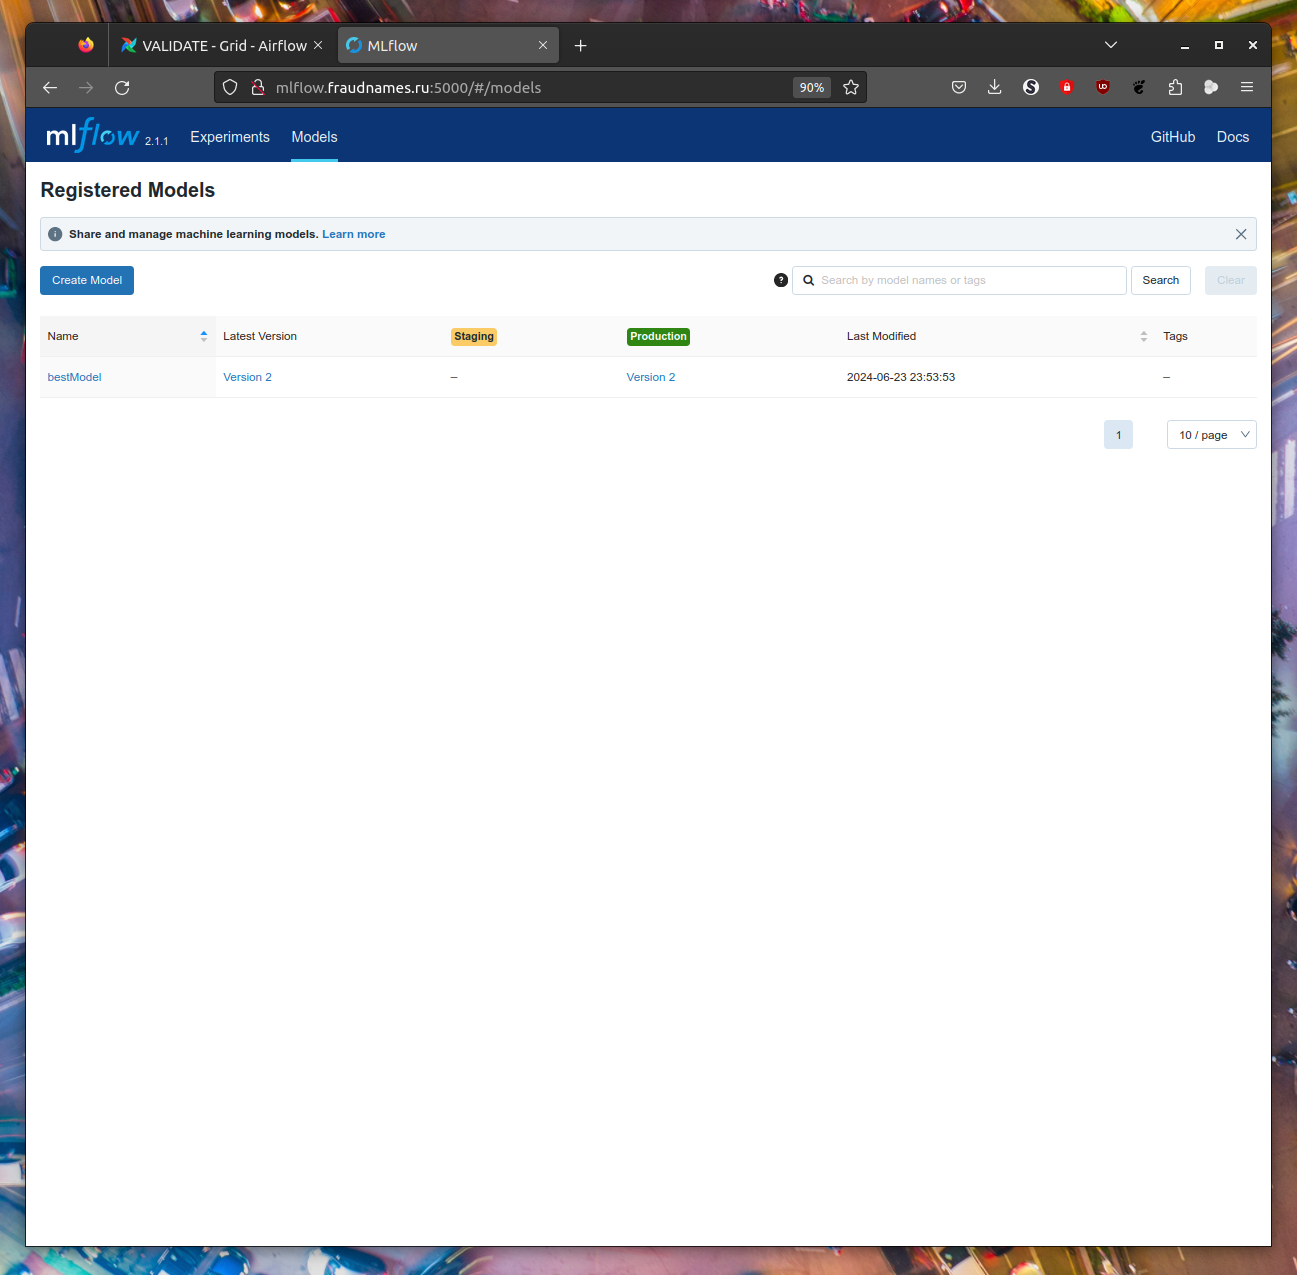 VALIDATE - Grid - Airflow
MLflow
mlflow.fraudnames.ru:5000/#/models
90%
mlflow 2.1.1
Experiments
Models
GitHub
Docs
Registered Models
Share and manage machine learning models. Learn more
Create Model
Search by model names or tags
Search
Clear
Name
Latest Version
Staging
Production
Last Modified
Tags
bestModel
Version 2
–
Version 2
2024-06-23 23:53:53
–
1
10 / page